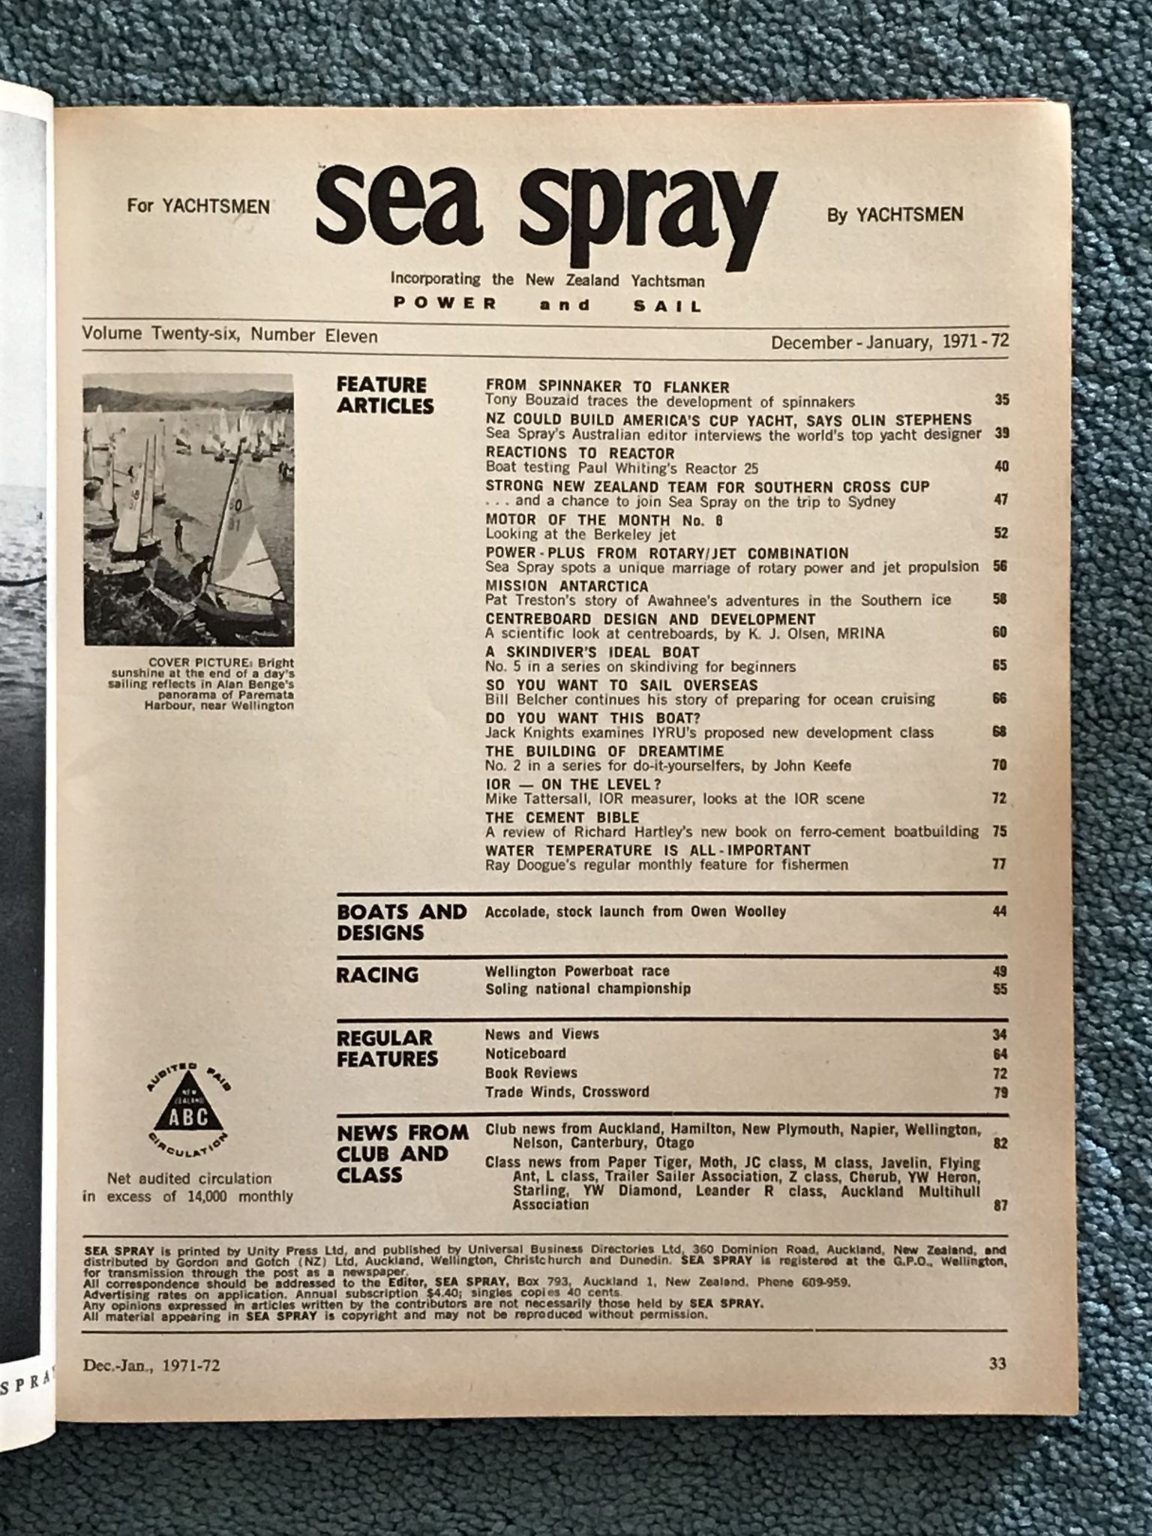 For YACHTSMEN
sea spray
By YACHTSMEN
Incorporating the New Zealand Yachtsman
POWER and SAIL
Volume Twenty-six, Number Eleven
December - January, 1971 - 72
FEATURE
ARTICLES
FROM SPINNAKER TO FLANKER
Tony Bouzaid traces the development of spinnakers 35
NZ COULD BUILD AMERICA'S CUP YACHT, SAYS OLIN STEPHENS
Sea Spray's Australian editor interviews the world's top yacht designer 39
REACTIONS TO REACTOR
Boat testing Paul Whiting's Reactor 25 40
STRONG NEW ZEALAND TEAM FOR SOUTHERN CROSS CUP
. . . and a chance to join Sea Spray on the trip to Sydney 47
MOTOR OF THE MONTH No. 8
Looking at the Berkeley jet 52
POWER-PLUS FROM ROTARY/JET COMBINATION
Sea Spray spots a unique marriage of rotary power and jet propulsion 56
MISSION ANTARCTICA
Pat Treston's story of Awahnee's adventures in the Southern ice 58
CENTREBOARD DESIGN AND DEVELOPMENT
A scientific look at centreboards, by K. J. Olsen, MRINA 60
A SKINDIVER'S IDEAL BOAT
No. 5 in a series on skindiving for beginners 65
SO YOU WANT TO SAIL OVERSEAS
Bill Belcher continues his story of preparing for ocean cruising 66
DO YOU WANT THIS BOAT?
Jack Knights examines IYRU's proposed new development class 68
THE BUILDING OF DREAMTIME
No. 2 in a series for do-it-yourselfers, by John Keefe 70
IOR — ON THE LEVEL?
Mike Tattersall, IOR measurer, looks at the IOR scene 72
THE CEMENT BIBLE
A review of Richard Hartley's new book on ferro-cement boatbuilding 75
WATER TEMPERATURE IS ALL-IMPORTANT
Ray Doogue's regular monthly feature for fishermen 77
COVER PICTURE: Bright
sunshine at the end of a day's
sailing reflects in Alan Benge's
panorama of Paremata
Harbour, near Wellington
BOATS AND
DESIGNS
Accolade, stock launch from Owen Woolley 44
RACING
Wellington Powerboat race 49
Soling national championship 55
REGULAR
FEATURES
News and Views 34
Noticeboard 64
Book Reviews 72
Trade Winds, Crossword 79
NEWS FROM
CLUB AND
CLASS
Club news from Auckland, Hamilton, New Plymouth, Napier, Wellington,
Nelson, Canterbury, Otago 82
Class news from Paper Tiger, Moth, JC class, M class, Javelin, Flying
Ant, L class, Trailer Sailer Association, Z class, Cherub, YW Heron,
Starling, YW Diamond, Leander R class, Auckland Multihull
Association 87
AUDITED PAID
NEW
ZEALAND
ABC
CIRCULATION
Net audited circulation
in excess of 14,000 monthly
SEA SPRAY is printed by Unity Press Ltd, and published by Universal Business Directories Ltd, 360 Dominion Road, Auckland, New Zealand, and
distributed by Gordon and Gotch (NZ) Ltd, Auckland, Wellington, Christchurch and Dunedin. SEA SPRAY is registered at the G.P.O., Wellington,
for transmission through the post as a newspaper.
All correspondence should be addressed to the Editor, SEA SPRAY, Box 793, Auckland 1, New Zealand. Phone 609-959.
Advertising rates on application. Annual subscription $4.40; singles copies 40 cents.
Any opinions expressed in articles written by the contributors are not necessarily those held by SEA SPRAY.
All material appearing in SEA SPRAY is copyright and may not be reproduced without permission.
Dec.-Jan., 1971-72
33
SPRA